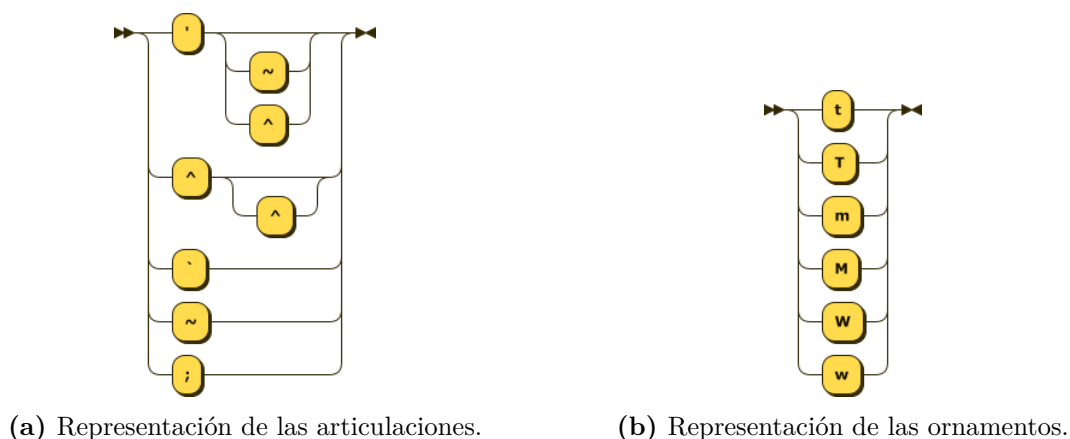 '
~
^
^
^
`
~
;
(a) Representación de las articulaciones.
t
T
m
M
W
w
(b) Representación de las ornamentos.